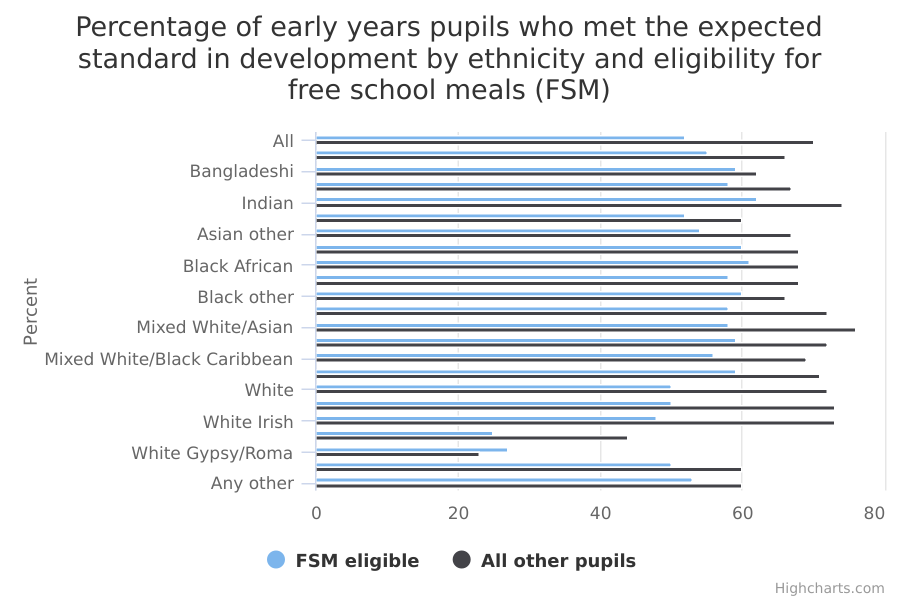 Percentage of early years pupils who met the expected
standard in development by ethnicity and eligibility for
free school meals (FSM)
Percent
All
Bangladeshi
Indian
Asian other
Black African
Black other
Mixed White/Asian
Mixed White/Black Caribbean
White
White Irish
White Gypsy/Roma
Any other
0 20 40 60 80
FSM eligible All other pupils
Highcharts.com